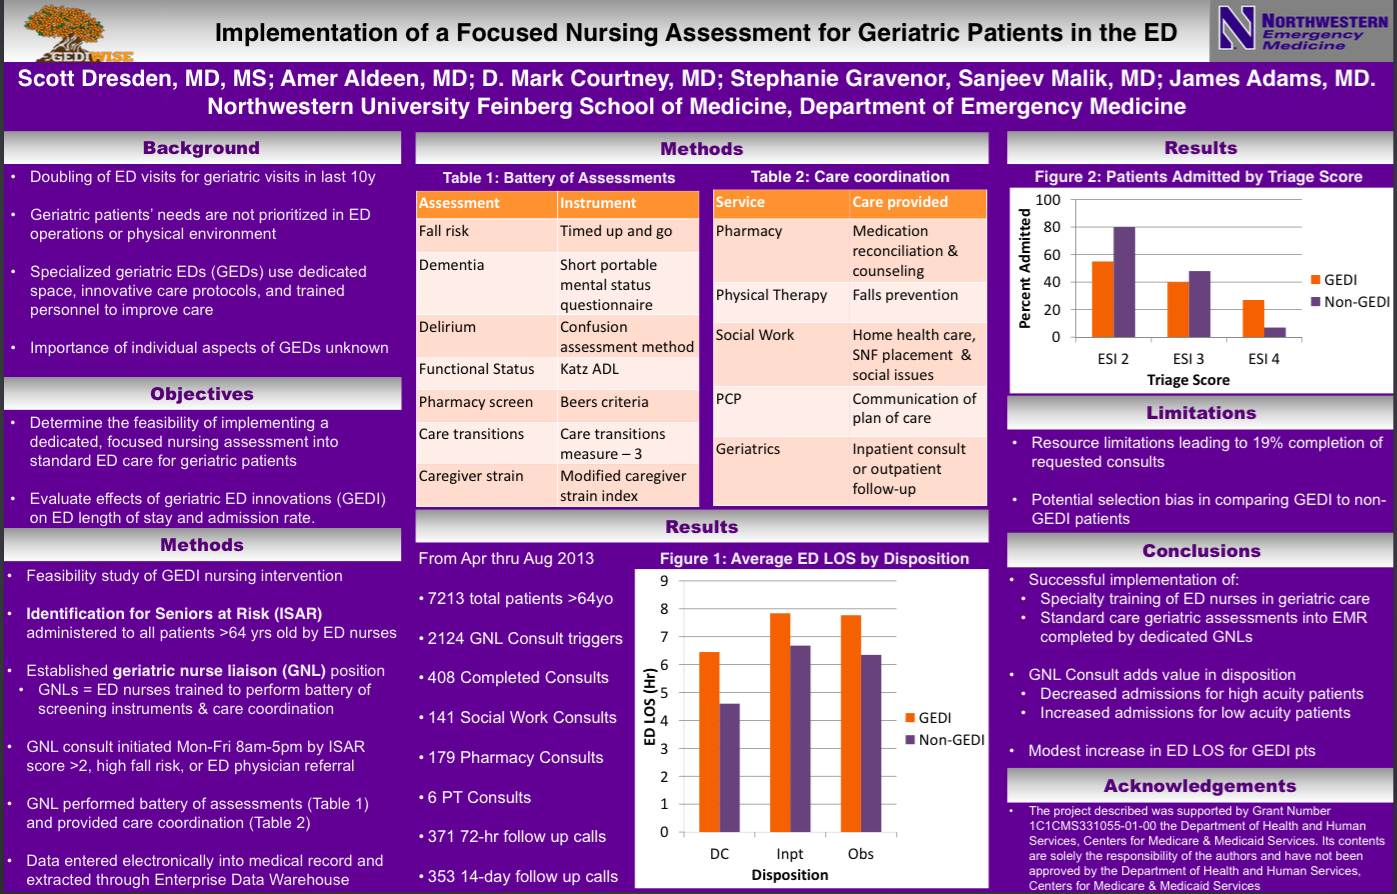 GEDIWISE
Implementation of a Focused Nursing Assessment for Geriatric Patients in the ED
NORTHWESTERN
Emergency
Medicine
Scott Dresden, MD, MS; Amer Aldeen, MD; D. Mark Courtney, MD; Stephanie Gravenor, Sanjeev Malik, MD; James Adams, MD.
Northwestern University Feinberg School of Medicine, Department of Emergency Medicine
Background
• Doubling of ED visits for geriatric visits in last 10y
• Geriatric patients' needs are not prioritized in ED
operations or physical environment
• Specialized geriatric EDs (GEDs) use dedicated
space, innovative care protocols, and trained
personnel to improve care
• Importance of individual aspects of GEDs unknown
Objectives
• Determine the feasibility of implementing a
dedicated, focused nursing assessment into
standard ED care for geriatric patients
• Evaluate effects of geriatric ED innovations (GEDI)
on ED length of stay and admission rate.
Methods
• Feasibility study of GEDI nursing intervention
• Identification for Seniors at Risk (ISAR)
administered to all patients >64 yrs old by ED nurses
• Established geriatric nurse liaison (GNL) position
• GNLs = ED nurses trained to perform battery of
screening instruments & care coordination
• GNL consult initiated Mon-Fri 8am-5pm by ISAR
score >2, high fall risk, or ED physician referral
• GNL performed battery of assessments (Table 1)
and provided care coordination (Table 2)
• Data entered electronically into medical record and
extracted through Enterprise Data Warehouse
Methods
Table 1: Battery of Assessments
Assessment Instrument
Fall risk Timed up and go
Dementia Short portable
mental status
questionnaire
Delirium Confusion
assessment method
Functional Status Katz ADL
Pharmacy screen Beers criteria
Care transitions Care transitions
measure – 3
Caregiver strain Modified caregiver
strain index
Table 2: Care coordination
Service Care provided
Pharmacy Medication
reconciliation &
counseling
Physical Therapy Falls prevention
Social Work Home health care,
SNF placement &
social issues
PCP Communication of
plan of care
Geriatrics Inpatient consult
or outpatient
follow-up
Results
From Apr thru Aug 2013
• 7213 total patients >64yo
• 2124 GNL Consult triggers
• 408 Completed Consults
• 141 Social Work Consults
• 179 Pharmacy Consults
• 6 PT Consults
• 371 72-hr follow up calls
• 353 14-day follow up calls
Figure 1: Average ED LOS by Disposition
9
8
7
6
5
4
3
2
1
0
ED LOS (Hr)
DC Inpt Obs
Disposition
GEDI
Non-GEDI
Results
Figure 2: Patients Admitted by Triage Score
100
80
60
40
20
0
Percent Admitted
ESI 2 ESI 3 ESI 4
Triage Score
GEDI
Non-GEDI
Limitations
• Resource limitations leading to 19% completion of
requested consults
• Potential selection bias in comparing GEDI to non-
GEDI patients
Conclusions
• Successful implementation of:
• Specialty training of ED nurses in geriatric care
• Standard care geriatric assessments into EMR
completed by dedicated GNLs
• GNL Consult adds value in disposition
• Decreased admissions for high acuity patients
• Increased admissions for low acuity patients
• Modest increase in ED LOS for GEDI pts
Acknowledgements
• The project described was supported by Grant Number
1C1CMS331055-01-00 the Department of Health and Human
Services, Centers for Medicare & Medicaid Services. Its contents
are solely the responsibility of the authors and have not been
approved by the Department of Health and Human Services,
Centers for Medicare & Medicaid Services